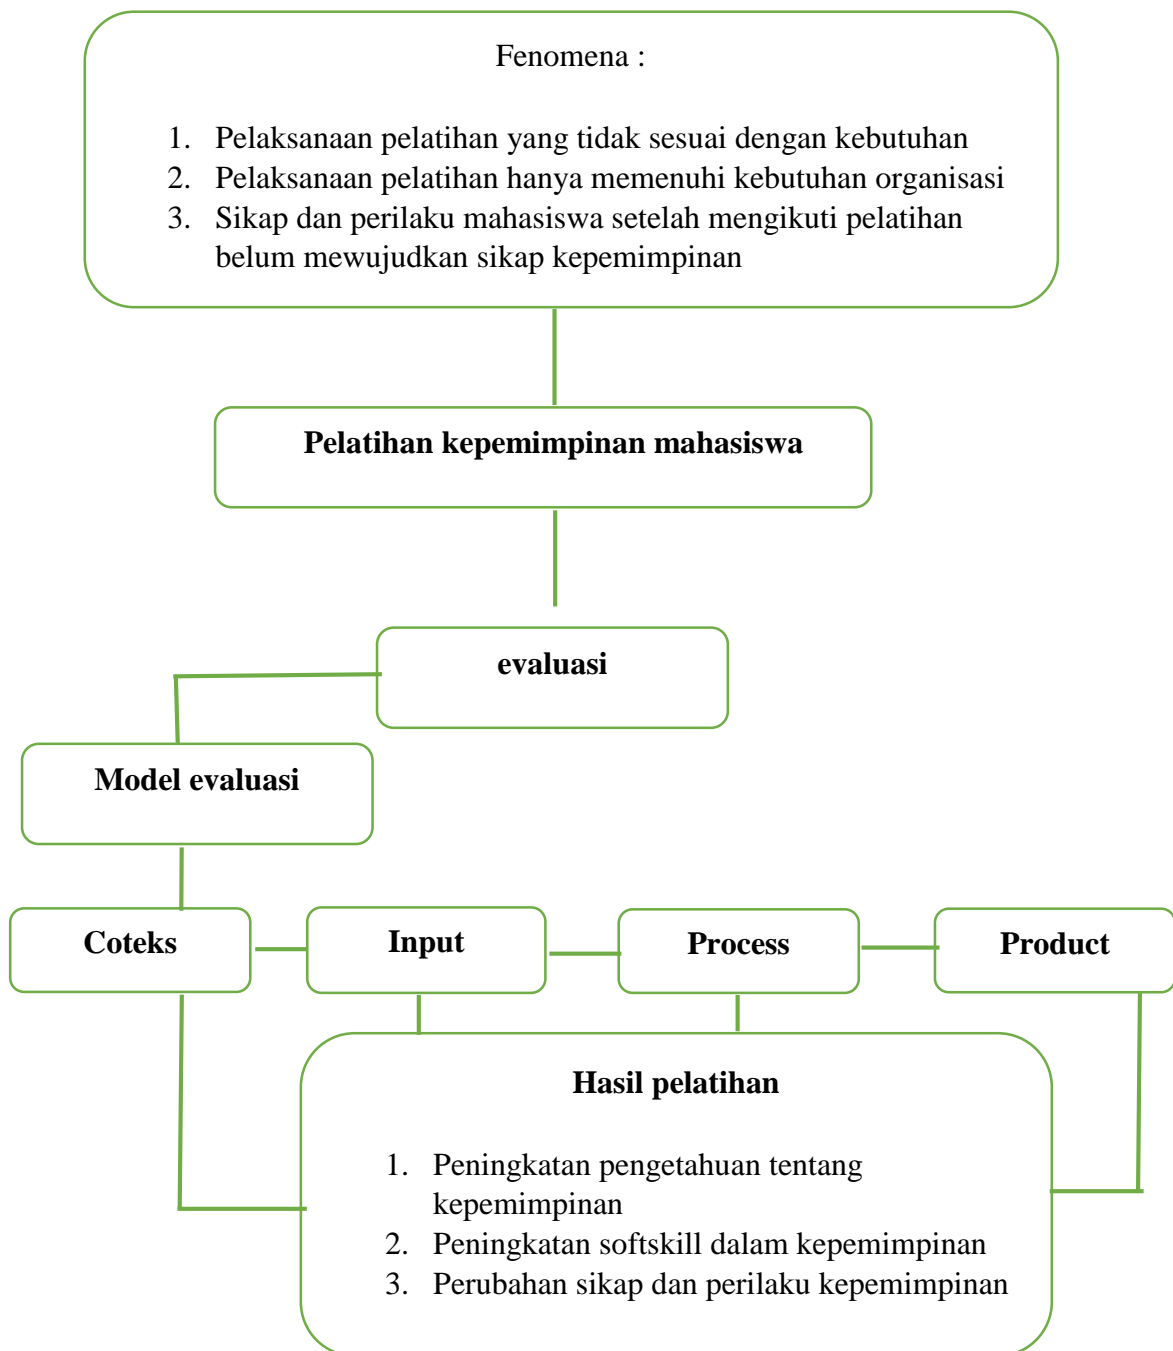 Fenomena :
1. Pelaksanaan pelatihan yang tidak sesuai dengan kebutuhan
2. Pelaksanaan pelatihan hanya memenuhi kebutuhan organisasi
3. Sikap dan perilaku mahasiswa setelah mengikuti pelatihan
belum mewujudkan sikap kepemimpinan
Pelatihan kepemimpinan mahasiswa
evaluasi
Model evaluasi
Coteks
Input
Process
Product
Hasil pelatihan
1. Peningkatan pengetahuan tentang
kepemimpinan
2. Peningkatan softskill dalam kepemimpinan
3. Perubahan sikap dan perilaku kepemimpinan